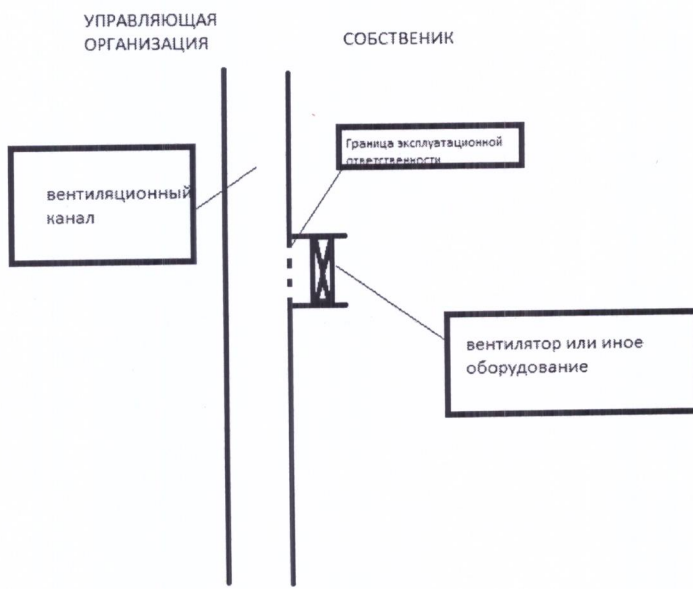 УПРАВЛЯЮЩАЯ
ОРГАНИЗАЦИЯ
СОБСТВЕНИК
Граница эксплуатационной
ответственности
вентиляционный
канал
вентилятор или иное
оборудование